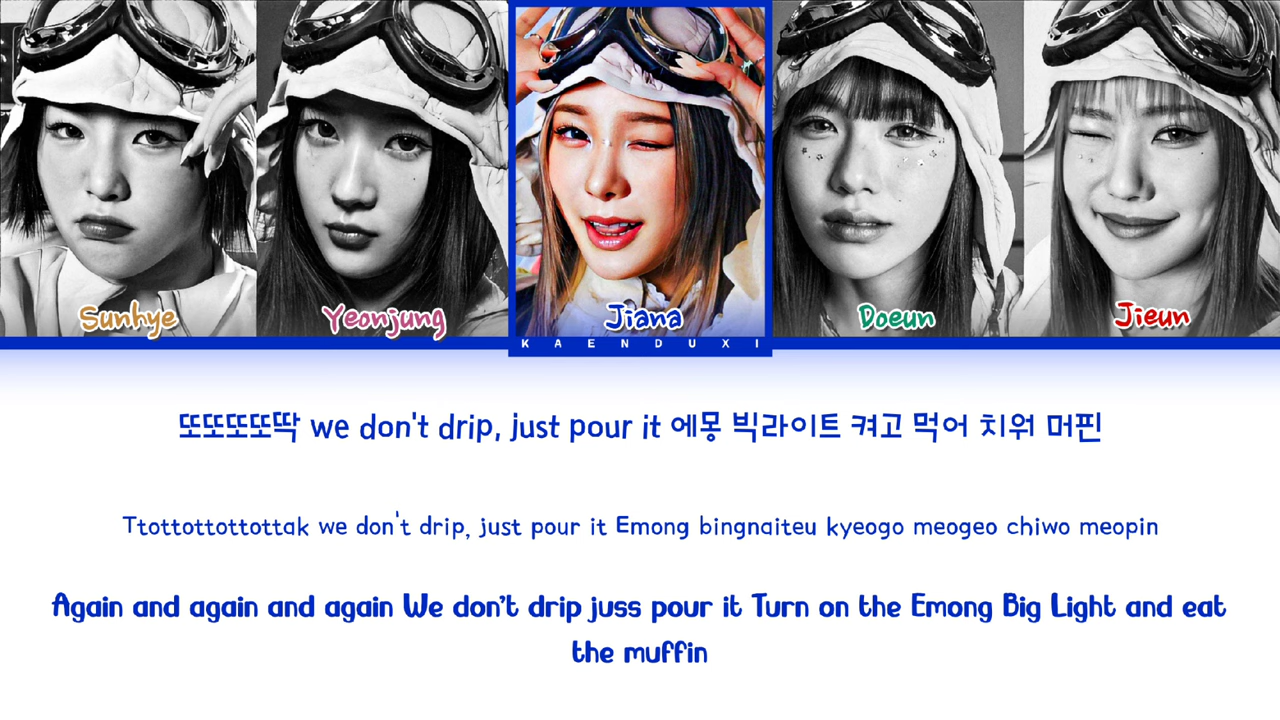 Sunhye Yeonjung Jiana Doeun Jieun
KAENDUXI
또또또또딱 we don't drip, just pour it 에몽 빅라이트 켜고 먹어 치워 머핀
Ttottottottottak we don't drip, just pour it Emong bingnaiteu kyeogo meogeo chiwo meopin
Again and again and again We don't drip juss pour it Turn on the Emong Big Light and eat
the muffin